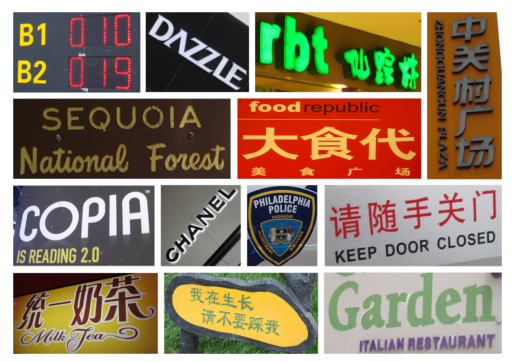 B1 010
B2 019
DAZZLE
rbt 仙踪林
中关村广场
ZHONGGUANCUN PLAZA
SEQUOIA
National Forest
foodrepublic
大食代
美食广场
COPIA
IS READING 2.0
CHANEL
PHILADELPHIA
POLICE
HONOR
请随手关门
KEEP DOOR CLOSED
统一奶茶
Milk Tea
我在生长
请不要踩我
Garden
ITALIAN RESTAURANT